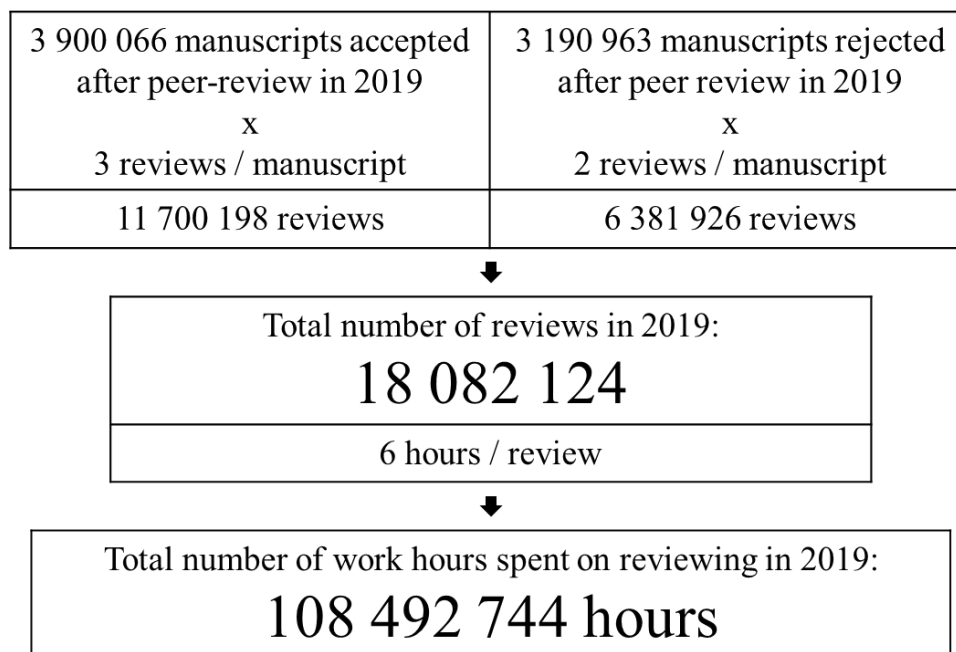 3 900 066 manuscripts accepted
after peer-review in 2019
x
3 reviews / manuscript
11 700 198 reviews
3 190 963 manuscripts rejected
after peer review in 2019
x
2 reviews / manuscript
6 381 926 reviews
Total number of reviews in 2019:
18 082 124
6 hours / review
Total number of work hours spent on reviewing in 2019:
108 492 744 hours